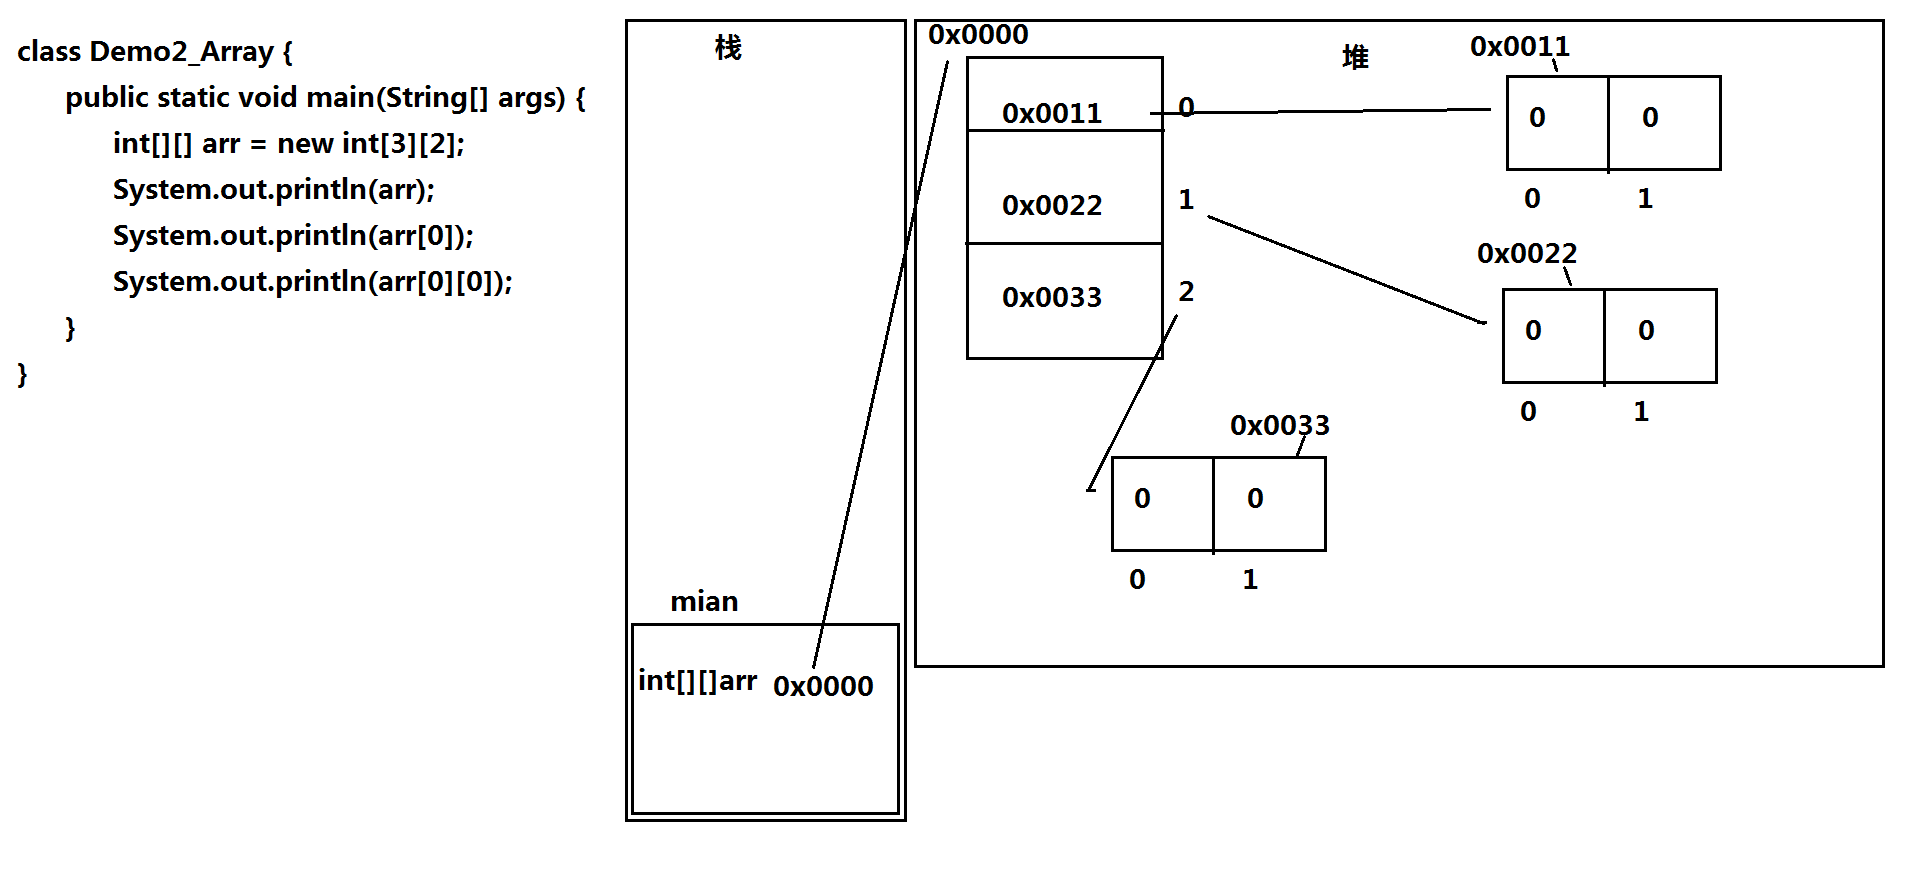 class Demo2_Array {
public static void main(String[] args) {
int[][] arr = new int[3][2];
System.out.println(arr);
System.out.println(arr[0]);
System.out.println(arr[0][0]);
}
}
栈
mian
int[][]arr 0x0000
0x0000
堆
0x0011 0
0x0022 1
0x0033 2
0x0011
0 0
0 1
0x0022
0 0
0 1
0x0033
0 0
0 1